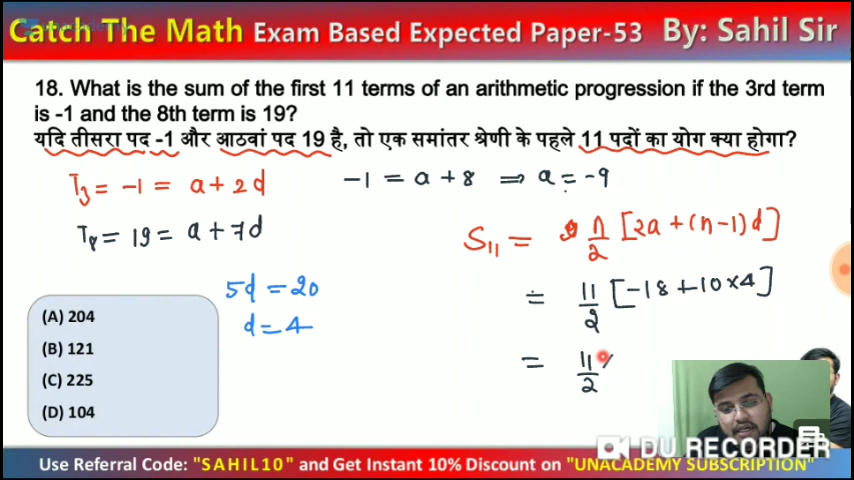 Catch The Math Exam Based Expected Paper-53 By: Sahil Sir
18. What is the sum of the first 11 terms of an arithmetic progression if the 3rd term
is -1 and the 8th term is 19?
यदि तीसरा पद -1 और आठवां पद 19 है, तो एक समांतर श्रेणी के पहले 11 पदों का योग क्या होगा?
T3 = -1 = a + 2d
-1 = a + 8 ⇒ a = -9
T8 = 19 = a + 7d
S11 = n/2 [2a + (n-1)d]
5d = 20
= 11/2 [-18 + 10×4]
d = 4
= 11/2
(A) 204
(B) 121
(C) 225
(D) 104
DU RECORDER
Use Referral Code: "SAHIL10" and Get Instant 10% Discount on "UNACADEMY SUBSCRIPTION"